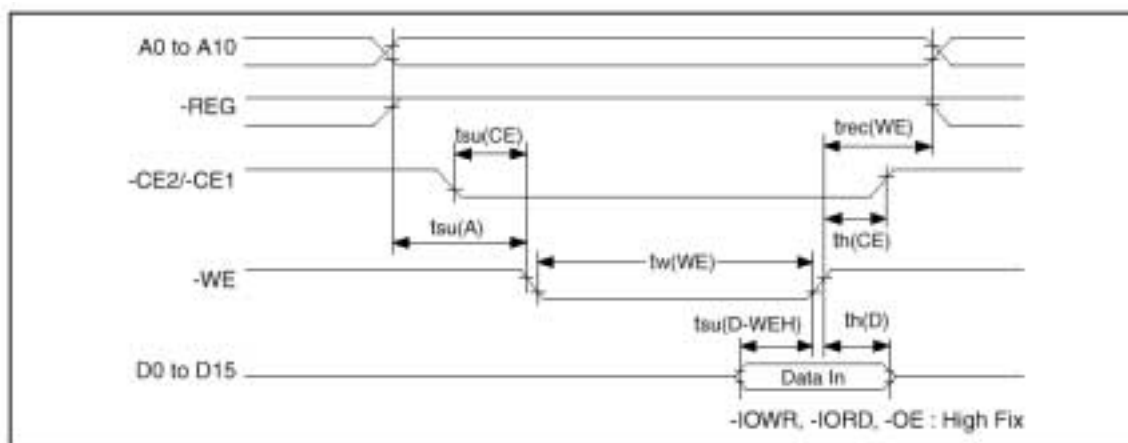 A0 to A10
-REG
tsu(CE)
trec(WE)
-CE2/-CE1
tsu(A)
th(CE)
-WE
tw(WE)
tsu(D-WEH)
th(D)
D0 to D15
Data In
-IOWR, -IORD, -OE : High Fix